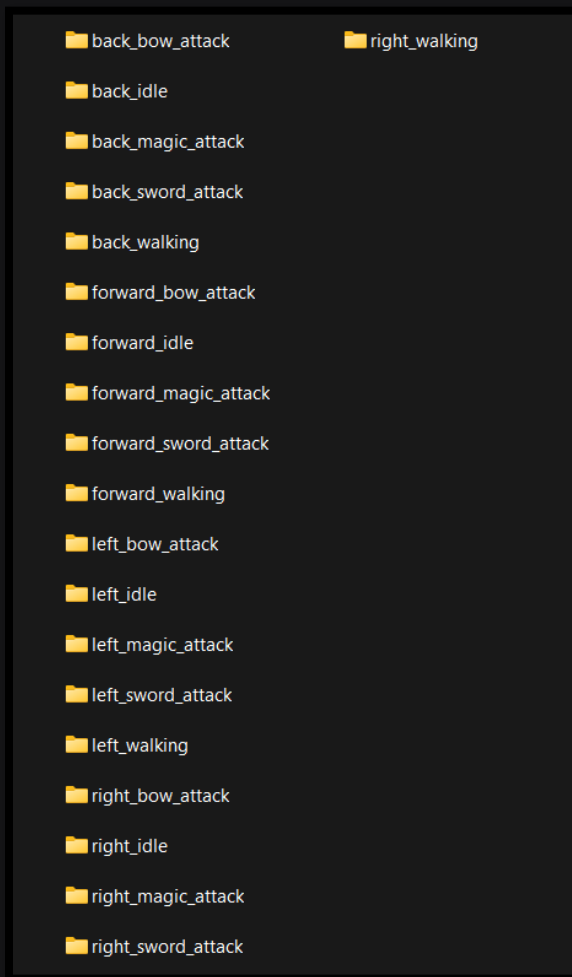 back_bow_attack
back_idle
back_magic_attack
back_sword_attack
back_walking
forward_bow_attack
forward_idle
forward_magic_attack
forward_sword_attack
forward_walking
left_bow_attack
left_idle
left_magic_attack
left_sword_attack
left_walking
right_bow_attack
right_idle
right_magic_attack
right_sword_attack
right_walking